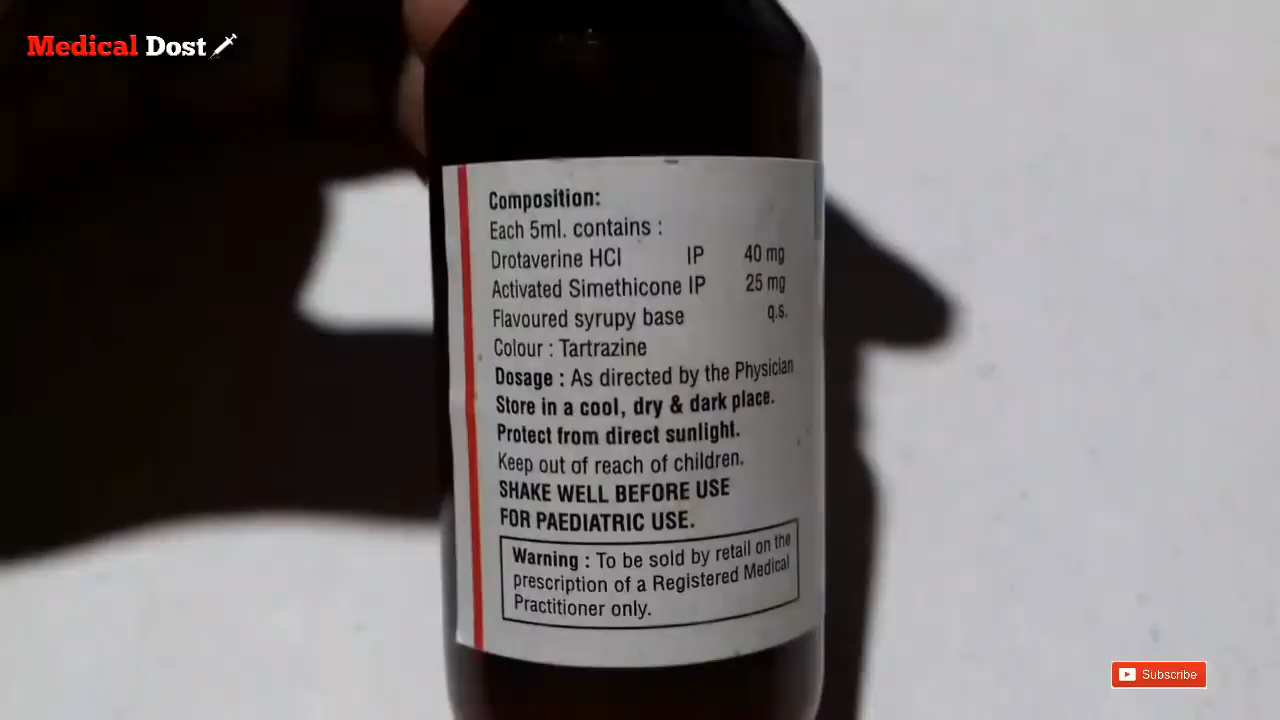 Medical Dost
Composition:
Each 5ml. contains :
Drotaverine HCl IP 40 mg
Activated Simethicone IP 25 mg
Flavoured syrupy base q.s.
Colour : Tartrazine
Dosage : As directed by the Physician
Store in a cool, dry & dark place.
Protect from direct sunlight.
Keep out of reach of children.
SHAKE WELL BEFORE USE
FOR PAEDIATRIC USE.
Warning : To be sold by retail on the
prescription of a Registered Medical
Practitioner only.
Subscribe